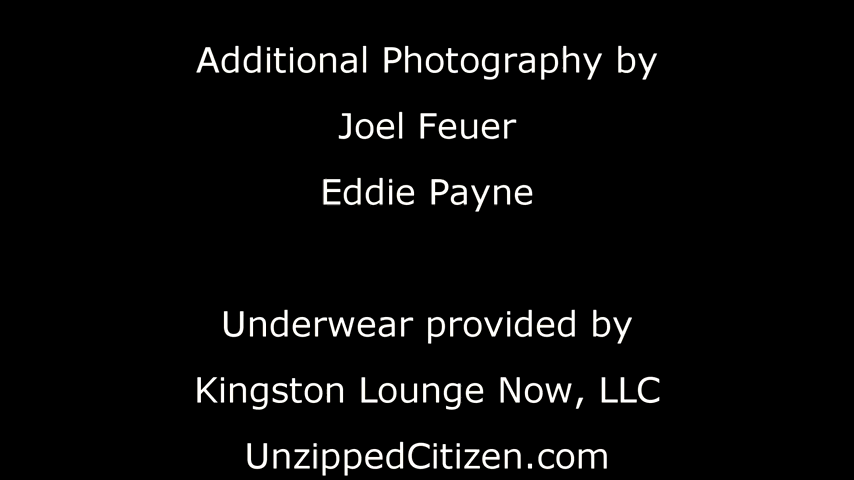 Additional Photography by
Joel Feuer
Eddie Payne
Underwear provided by
Kingston Lounge Now, LLC
UnzippedCitizen.com